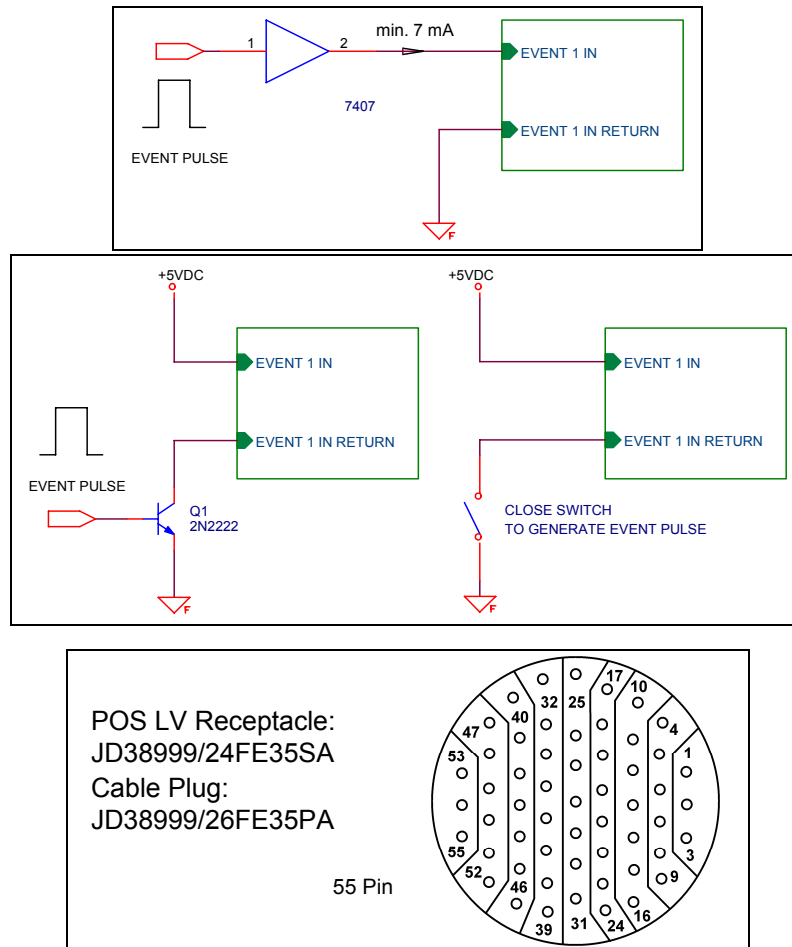 min. 7 mA
1
2
EVENT 1 IN
7407
EVENT 1 IN RETURN
EVENT PULSE
F
+5VDC
+5VDC
EVENT 1 IN
EVENT 1 IN
EVENT 1 IN RETURN
EVENT 1 IN RETURN
EVENT PULSE
Q1
2N2222
CLOSE SWITCH
TO GENERATE EVENT PULSE
F
F
POS LV Receptacle:
JD38999/24FE35SA
Cable Plug:
JD38999/26FE35PA
55 Pin
17
10
32
25
4
40
47
1
53
55
3
52
9
46
16
39
31
24